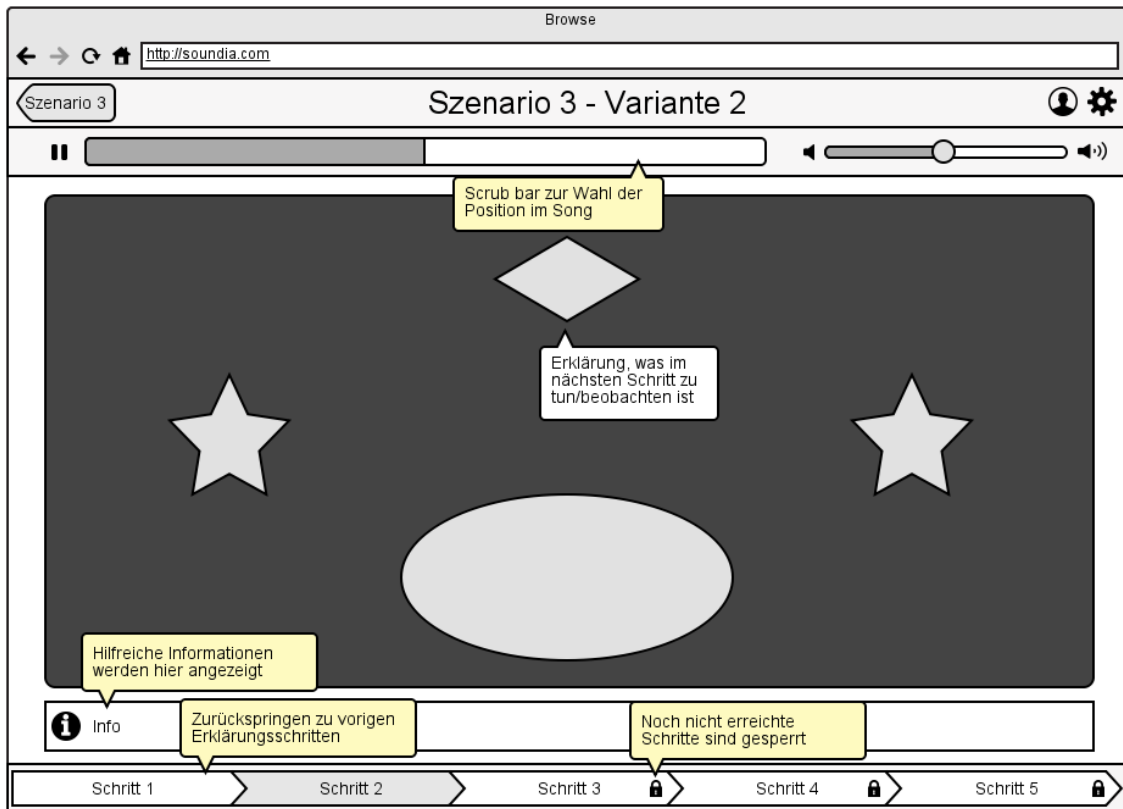 Browse
http://soundia.com
Szenario 3
Szenario 3 - Variante 2
Scrub bar zur Wahl der
Position im Song
Erklärung, was im
nächsten Schritt zu
tun/beobachten ist
Hilfreiche Informationen
werden hier angezeigt
Info
Zurückspringen zu vorigen
Erklärungsschritten
Noch nicht erreichte
Schritte sind gesperrt
Schritt 1
Schritt 2
Schritt 3
Schritt 4
Schritt 5